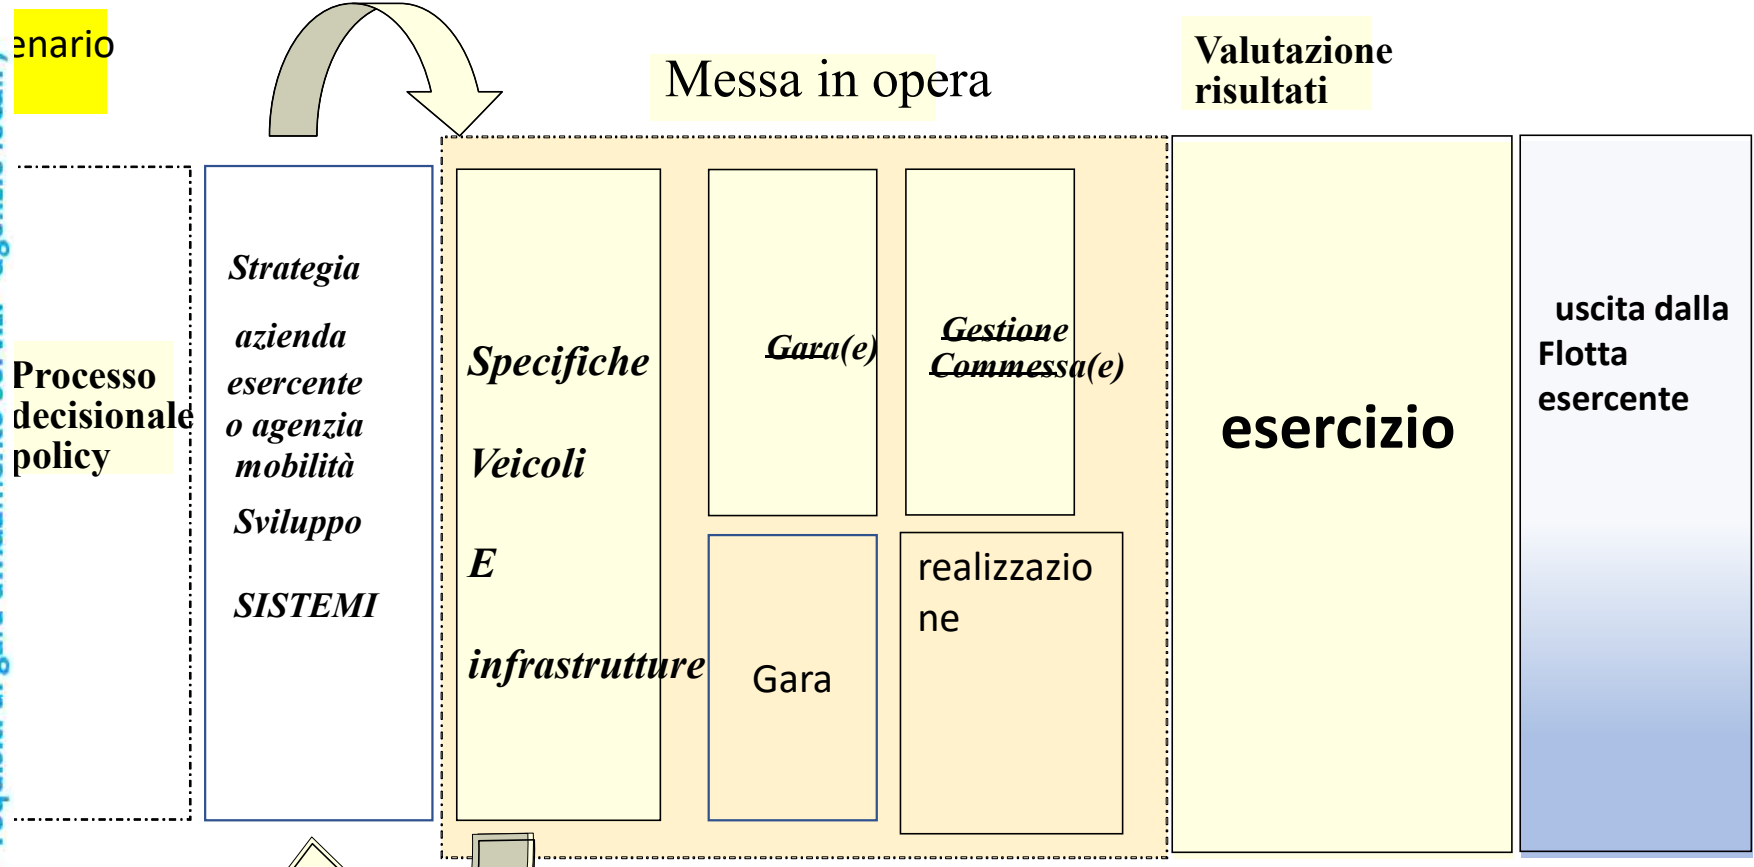 enario
Messa in opera
Valutazione
risultati
Processo
decisionale
policy
Strategia
azienda
esercente
o agenzia
mobilità
Sviluppo
SISTEMI
Specifiche
Veicoli
E
infrastrutture
Gara(e)
Gestione
Commessa(e)
Gara
realizzazio
ne
esercizio
uscita dalla
Flotta
esercente